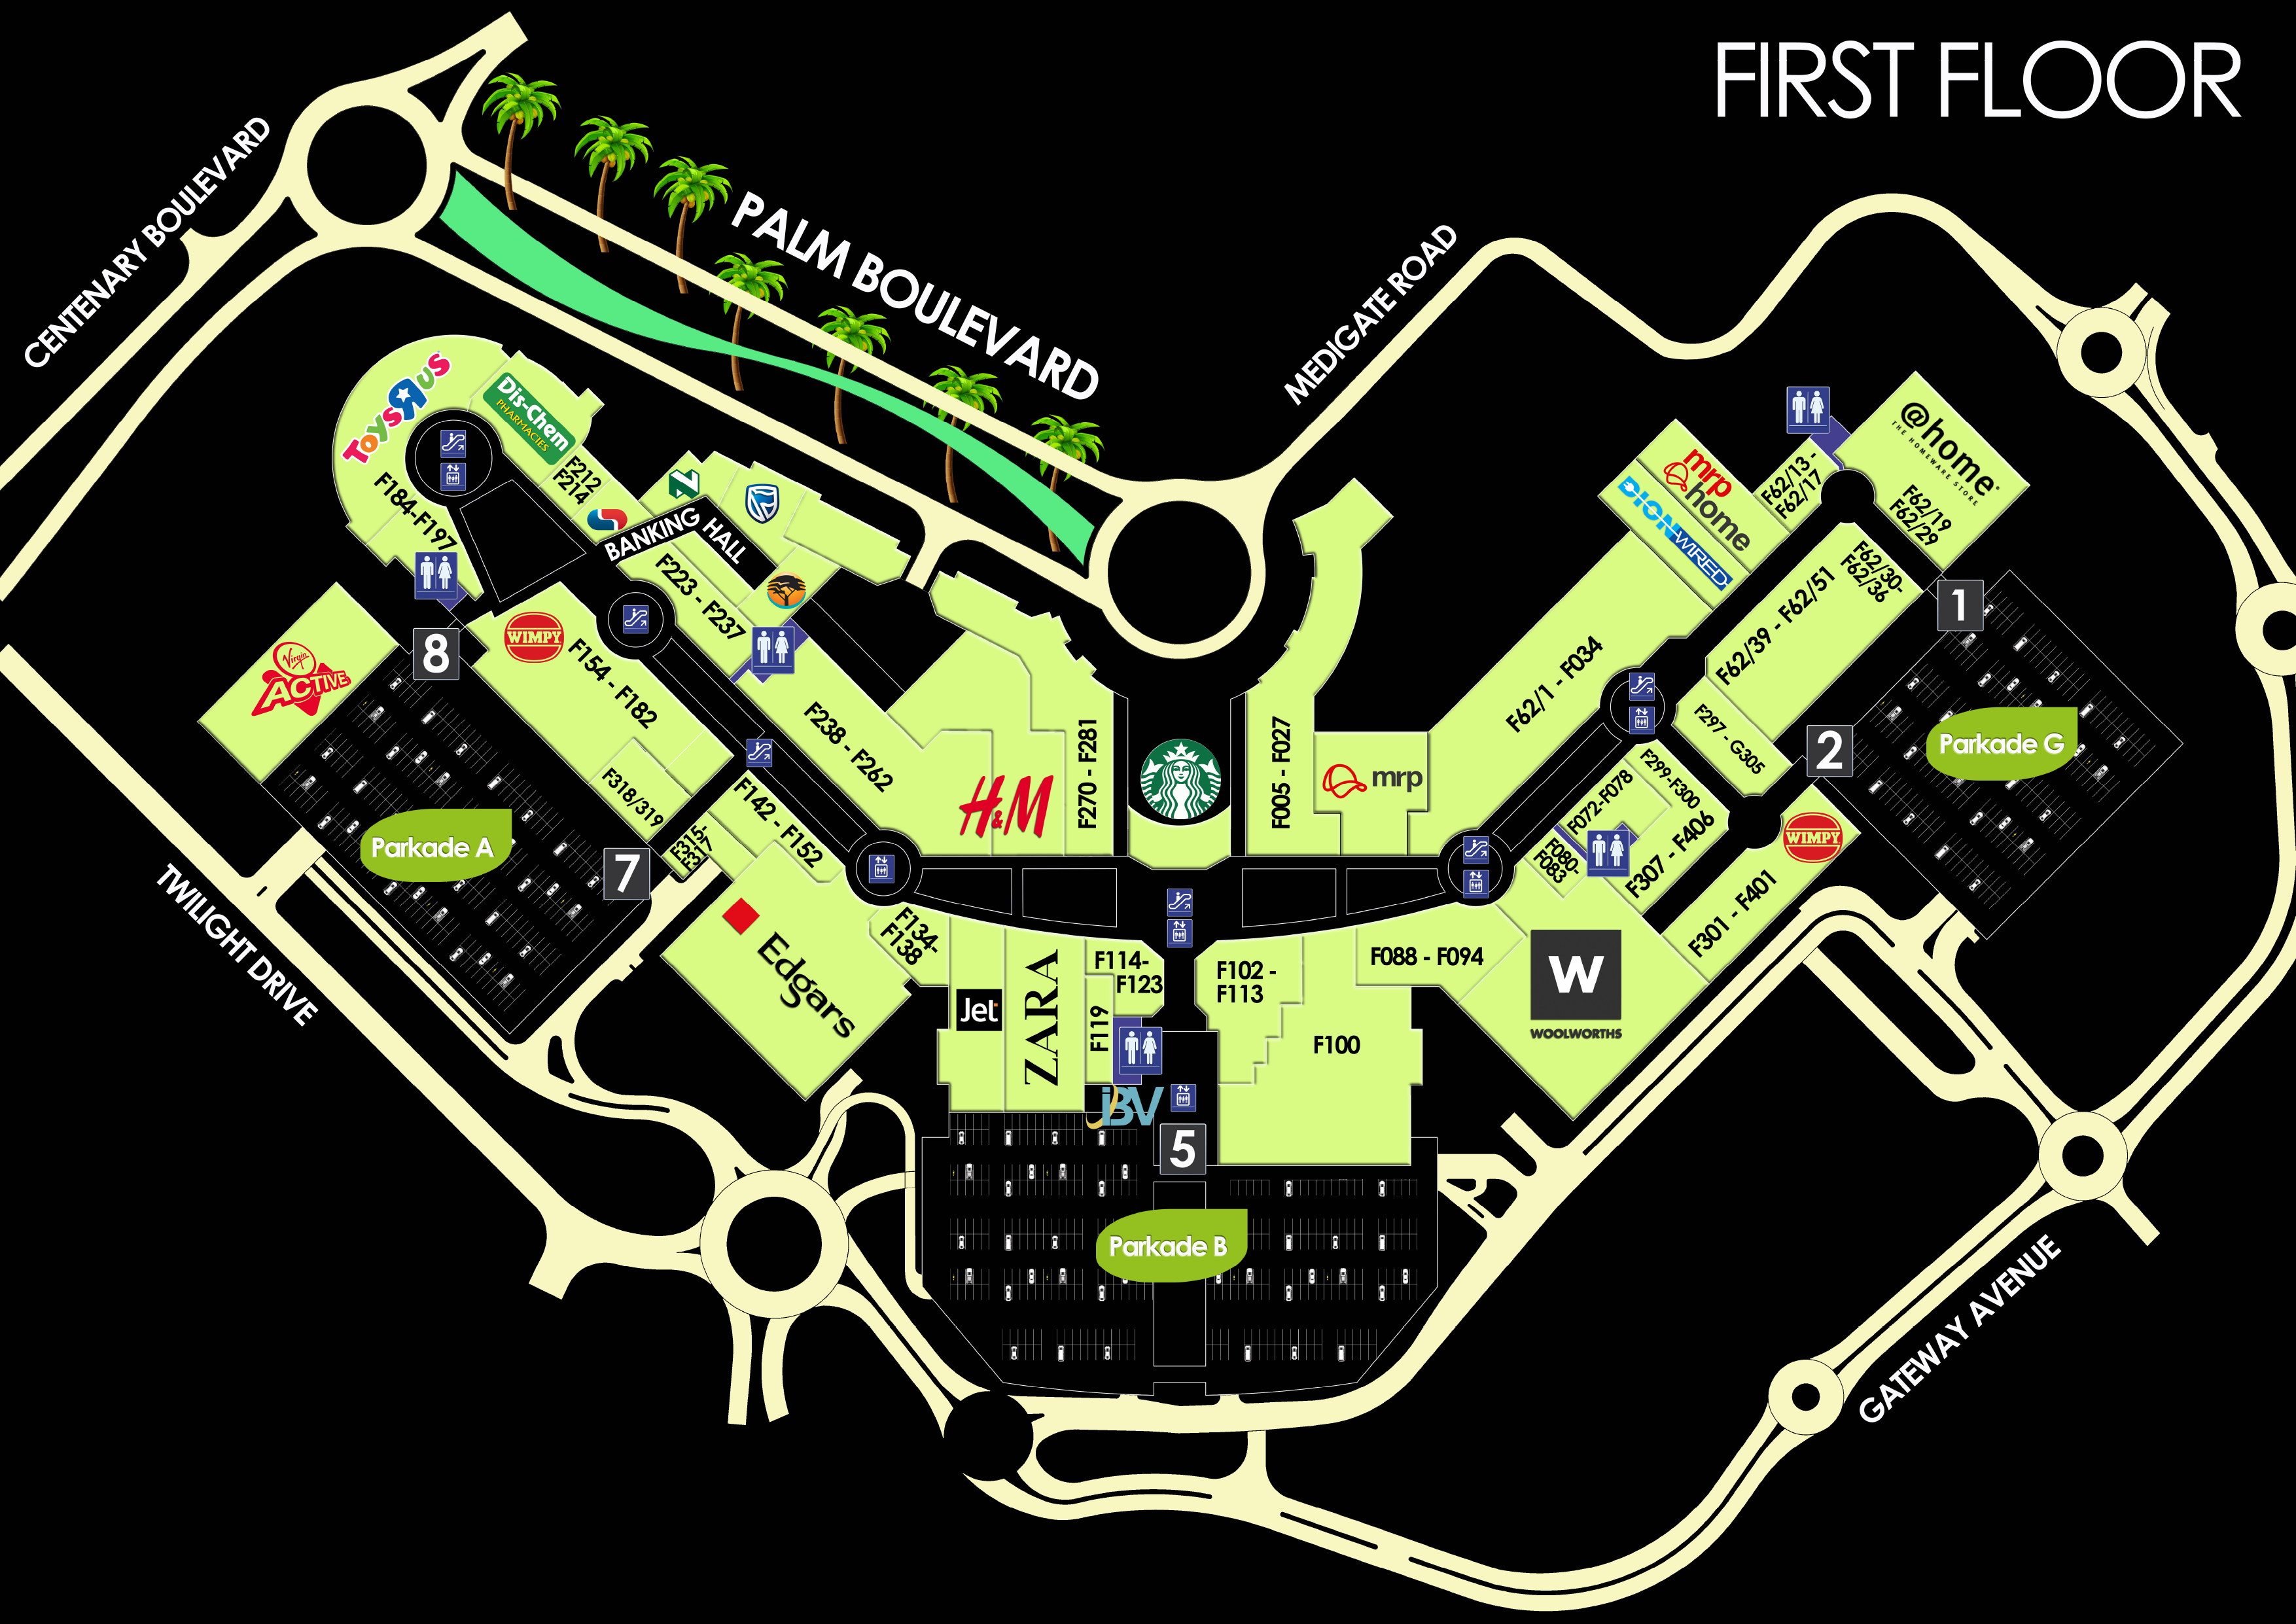 FIRST FLOOR
CENTENARY BOULEVARD
PALM BOULEVARD
MEDIGATE ROAD
TOYSRUS
Dis-Chem
PHARMACIES
F184-F197
F212
F214
BANKING HALL
F223 - F237
Virgin
ACTIVE
8
WIMPY
F154 - F182
F318/319
F315-
F317
7
Parkade A
TWILIGHT DRIVE
F142 - F152
F238 - F262
H&M
F270 - F281
F005 - F027
mrp
F62/1 - F034
mrp
home
DION WIRED
F62/13 -
F62/17
@home
THE HOMEWARE STORE
F62/19
F62/29
F62/30-
F62/36
F62/39 - F62/51
1
2
Parkade G
F297 - G305
F299-F300
F072-F078
F080-
F083
F307 - F406
WIMPY
F301 - F401
Edgars
F134-
F138
Jet
ZARA
F114-
F123
F119
iBV
F102 -
F113
F100
F088 - F094
W
WOOLWORTHS
5
Parkade B
GATEWAY AVENUE